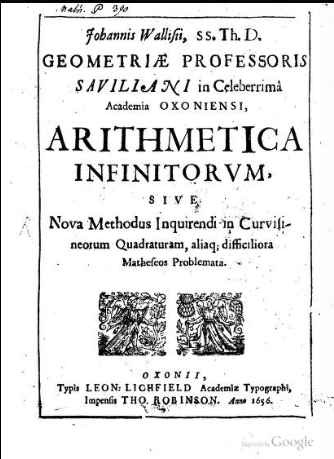 Math. P 390
Johannis Wallisii, SS. Th. D.
GEOMETRIÆ PROFESSORIS
SAVILIANI in Celeberrimâ
Academia OXONIENSI,
ARITHMETICA
INFINITORVM,
SIVE
Nova Methodus Inquirendi in Curvili-
neorum Quadraturam, aliaq; difficiliora
Matheseos Problemata.
OXONII,
Typis LEON: LICHFIELD Academiæ Typographi,
Impensis THO. ROBINSON. Anno 1656.
Digitized by Google